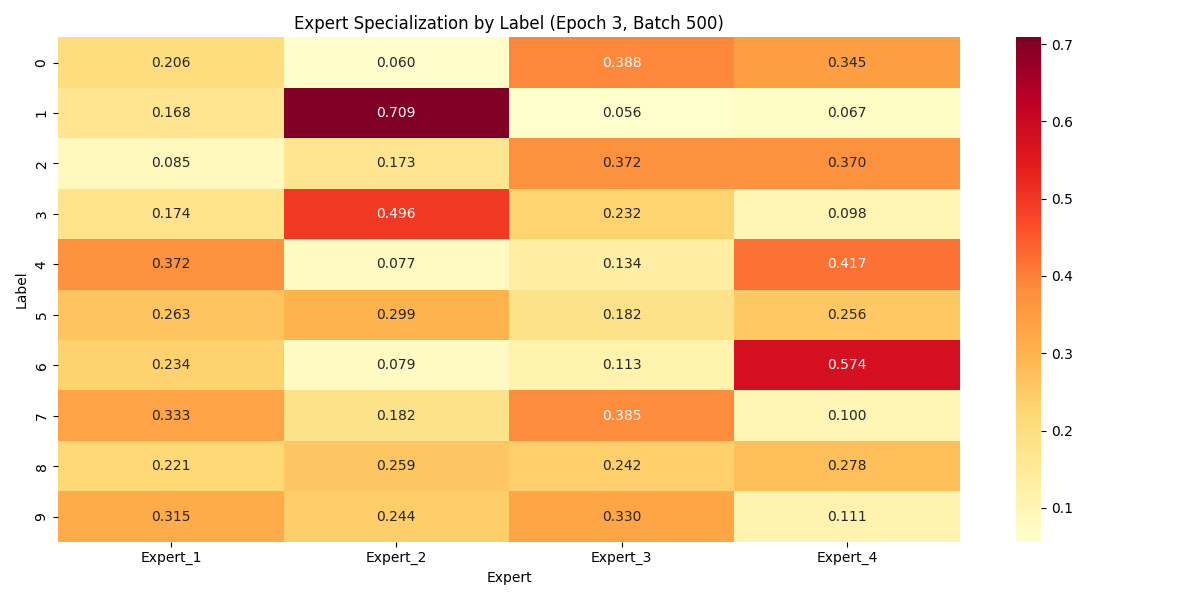 Expert Specialization by Label (Epoch 3, Batch 500)
0 0.206 0.060 0.388 0.345
1 0.168 0.709 0.056 0.067
2 0.085 0.173 0.372 0.370
3 0.174 0.496 0.232 0.098
4 0.372 0.077 0.134 0.417
5 0.263 0.299 0.182 0.256
6 0.234 0.079 0.113 0.574
7 0.333 0.182 0.385 0.100
8 0.221 0.259 0.242 0.278
9 0.315 0.244 0.330 0.111
Label
Expert_1 Expert_2 Expert_3 Expert_4
Expert
0.7
0.6
0.5
0.4
0.3
0.2
0.1